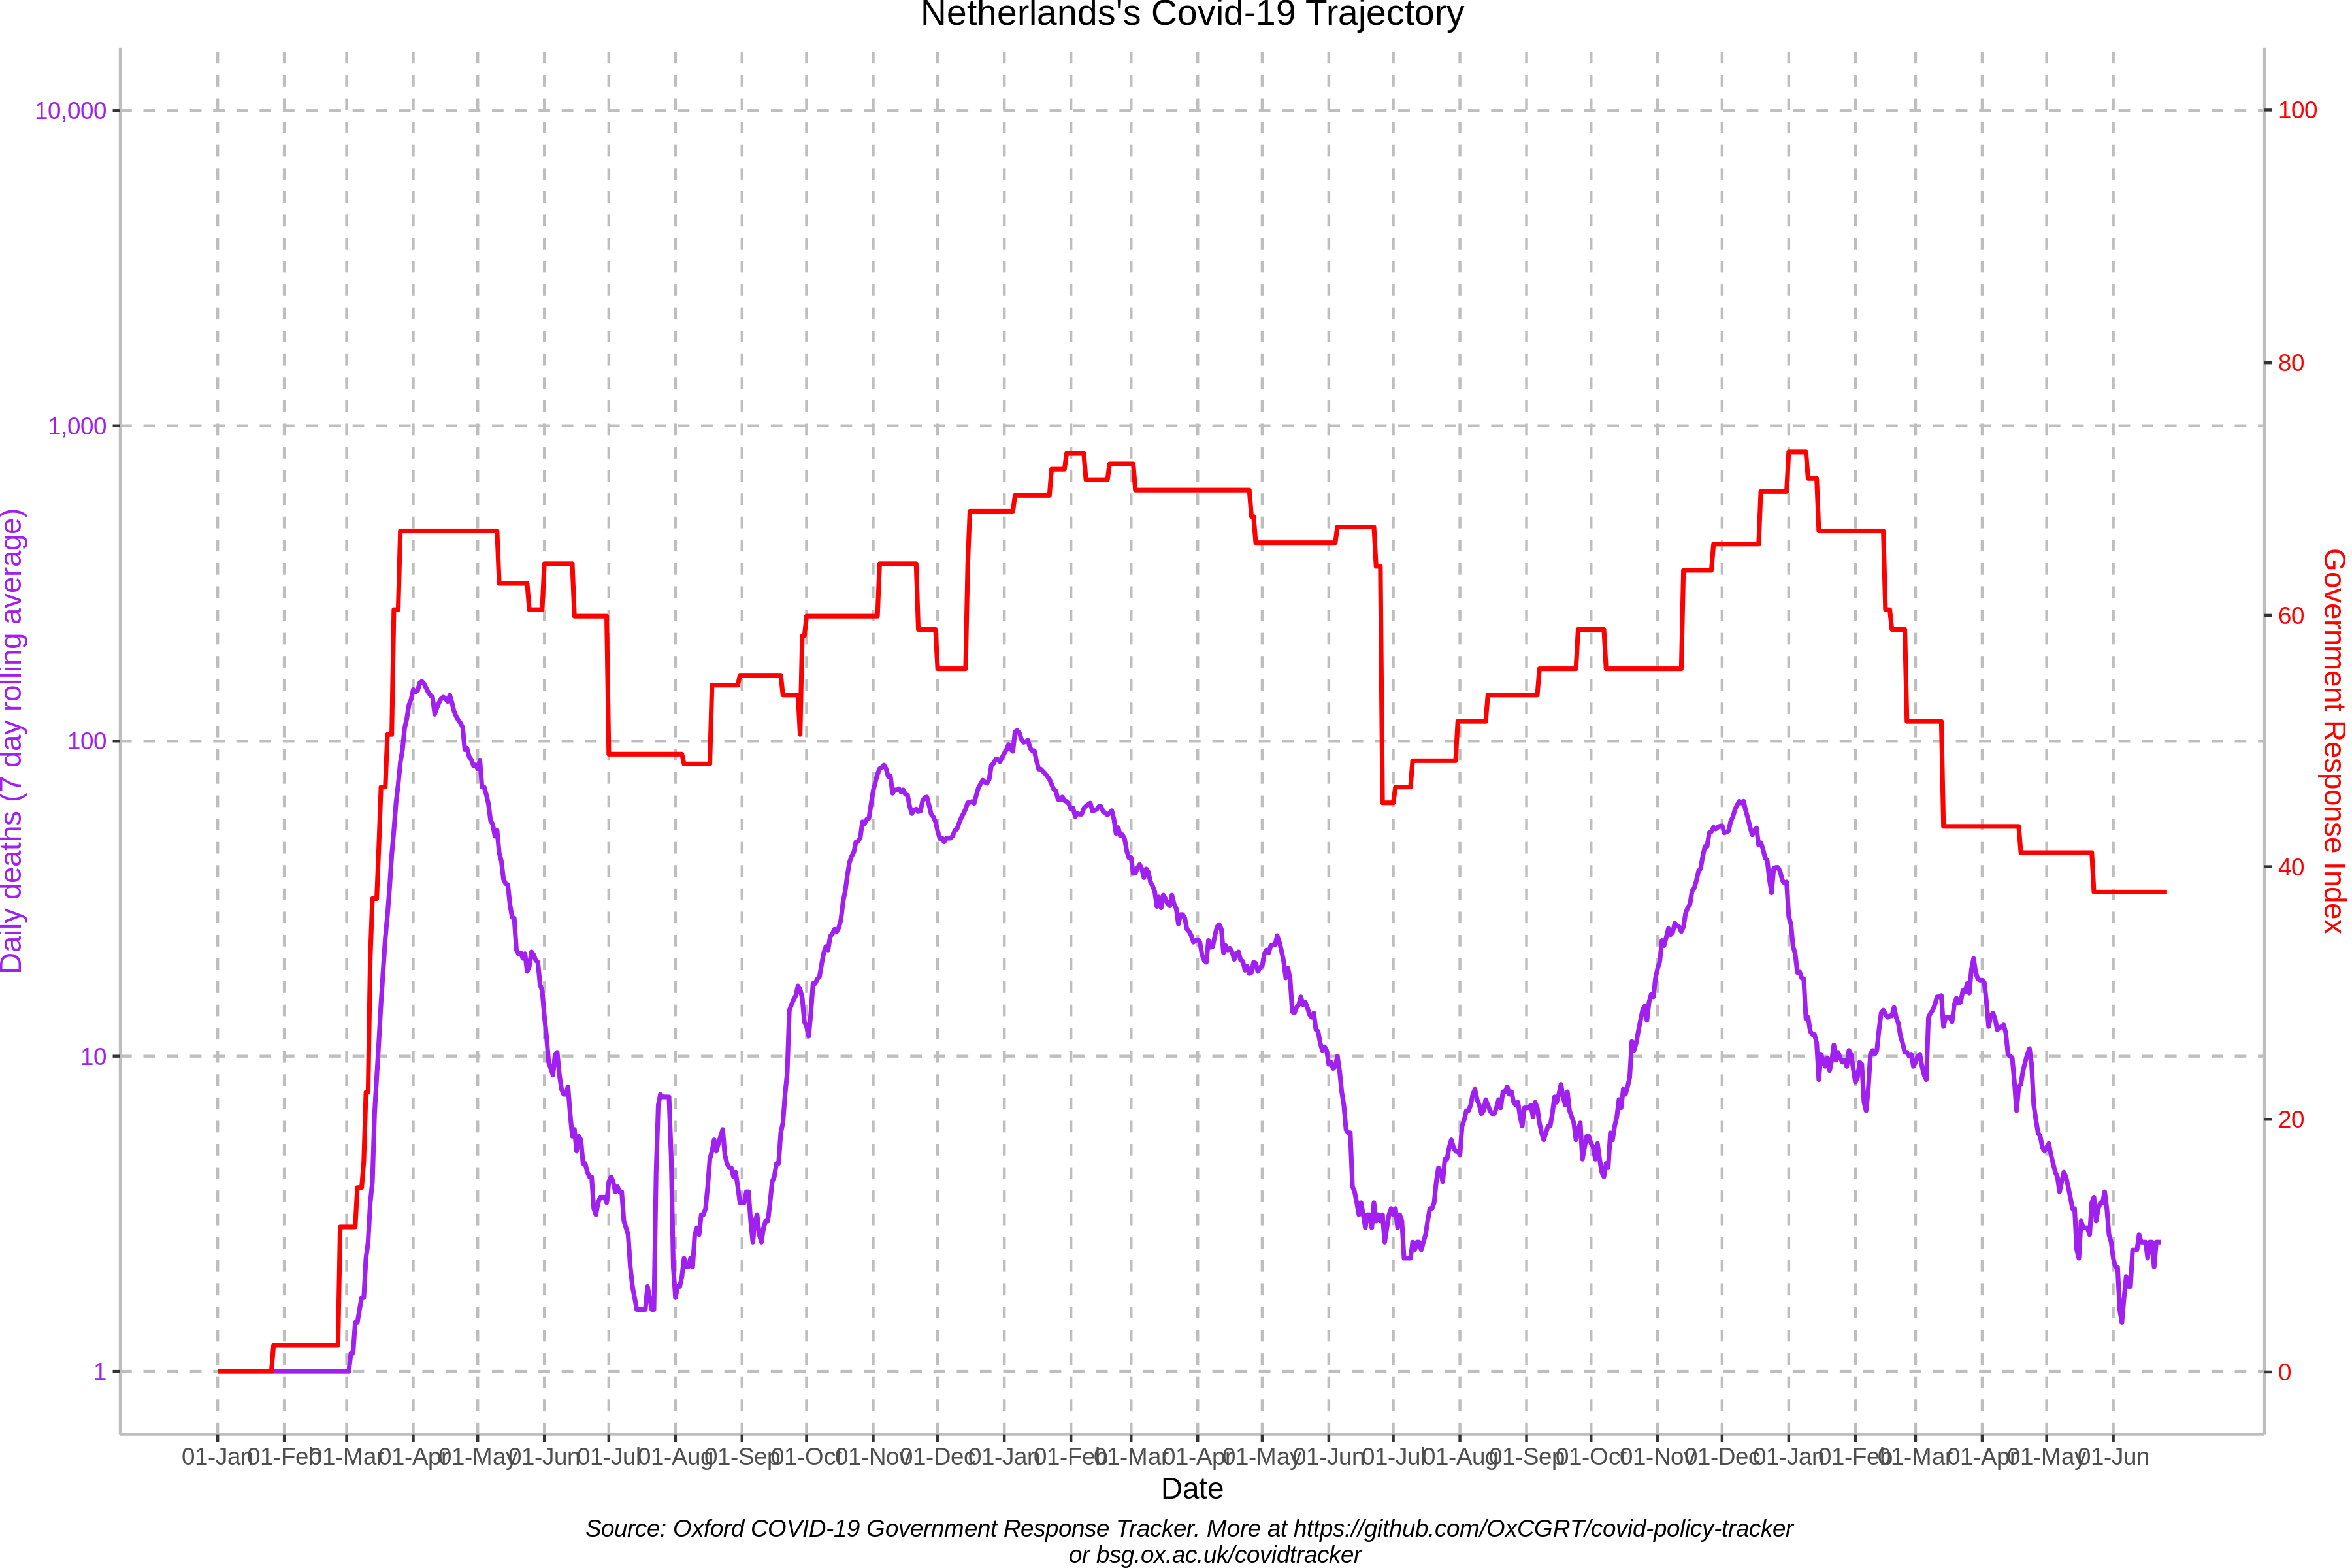 Netherlands's Covid-19 Trajectory
10,000
1,000
100
10
1
Daily deaths (7 day rolling average)
100
80
60
40
20
0
Government Response Index
01-Jan 01-Feb 01-Mar 01-Apr 01-May 01-Jun 01-Jul 01-Aug 01-Sep 01-Oct 01-Nov 01-Dec 01-Jan 01-Feb 01-Mar 01-Apr 01-May 01-Jun 01-Jul 01-Aug 01-Sep 01-Oct 01-Nov 01-Dec 01-Jan 01-Feb 01-Mar 01-Apr 01-May 01-Jun
Date
Source: Oxford COVID-19 Government Response Tracker. More at https://github.com/OxCGRT/covid-policy-tracker
or bsg.ox.ac.uk/covidtracker